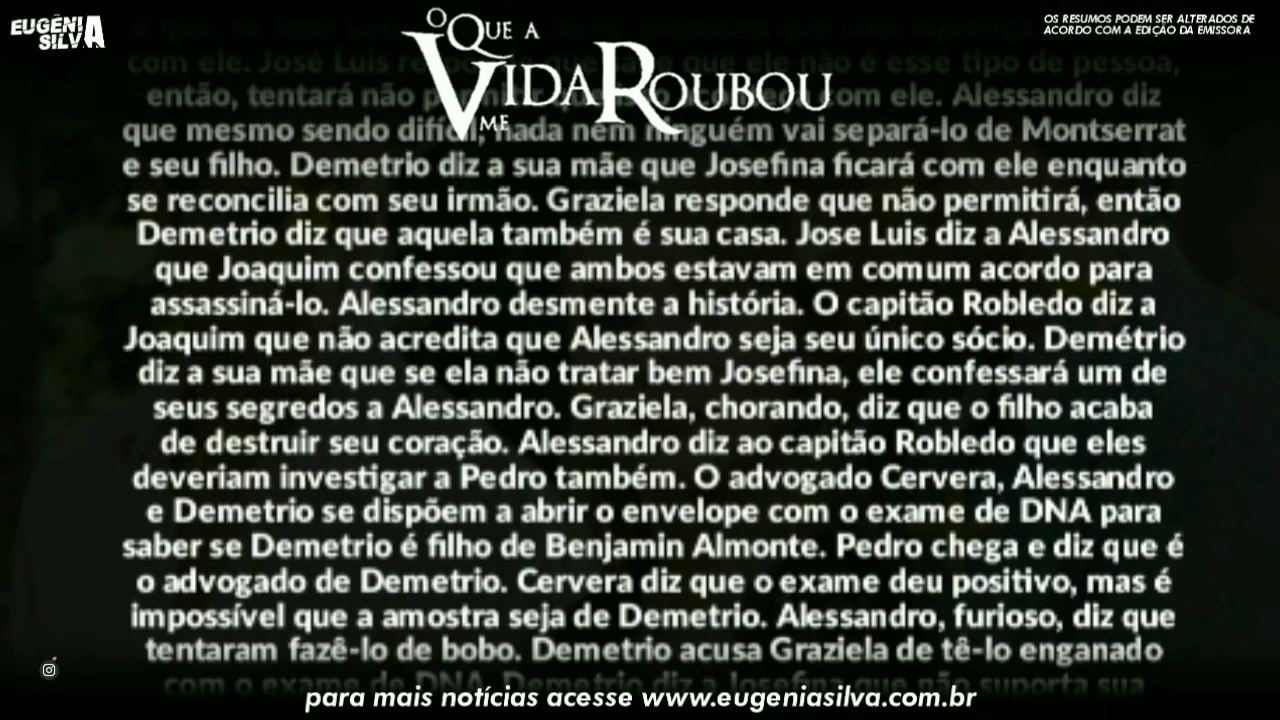 EUGÊNIA
SILVA
O QUE A
VIDA ROUBOU
ME
OS RESUMOS PODEM SER ALTERADOS DE
ACORDO COM A EDIÇÃO DA EMISSORA
com ele. José Luis que ele não é esse tipo de pessoa,
então, tentará não com ele. Alessandro diz
que mesmo sendo difícil, nada nem ninguém vai separá-lo de Montserrat
e seu filho. Demetrio diz a sua mãe que Josefina ficará com ele enquanto
se reconcilia com seu irmão. Graziela responde que não permitirá, então
Demetrio diz que aquela também é sua casa. Jose Luis diz a Alessandro
que Joaquim confessou que ambos estavam em comum acordo para
assassiná-lo. Alessandro desmente a história. O capitão Robledo diz a
Joaquim que não acredita que Alessandro seja seu único sócio. Demétrio
diz a sua mãe que se ela não tratar bem Josefina, ele confessará um de
seus segredos a Alessandro. Graziela, chorando, diz que o filho acaba
de destruir seu coração. Alessandro diz ao capitão Robledo que eles
deveriam investigar a Pedro também. O advogado Cervera, Alessandro
e Demetrio se dispõem a abrir o envelope com o exame de DNA para
saber se Demetrio é filho de Benjamin Almonte. Pedro chega e diz que é
o advogado de Demetrio. Cervera diz que o exame deu positivo, mas é
impossível que a amostra seja de Demetrio. Alessandro, furioso, diz que
tentaram fazê-lo de bobo. Demetrio acusa Graziela de tê-lo enganado
com o exame de DNA. Demetrio diz a Josefina que não suporta sua
para mais notícias acesse www.eugeniasilva.com.br